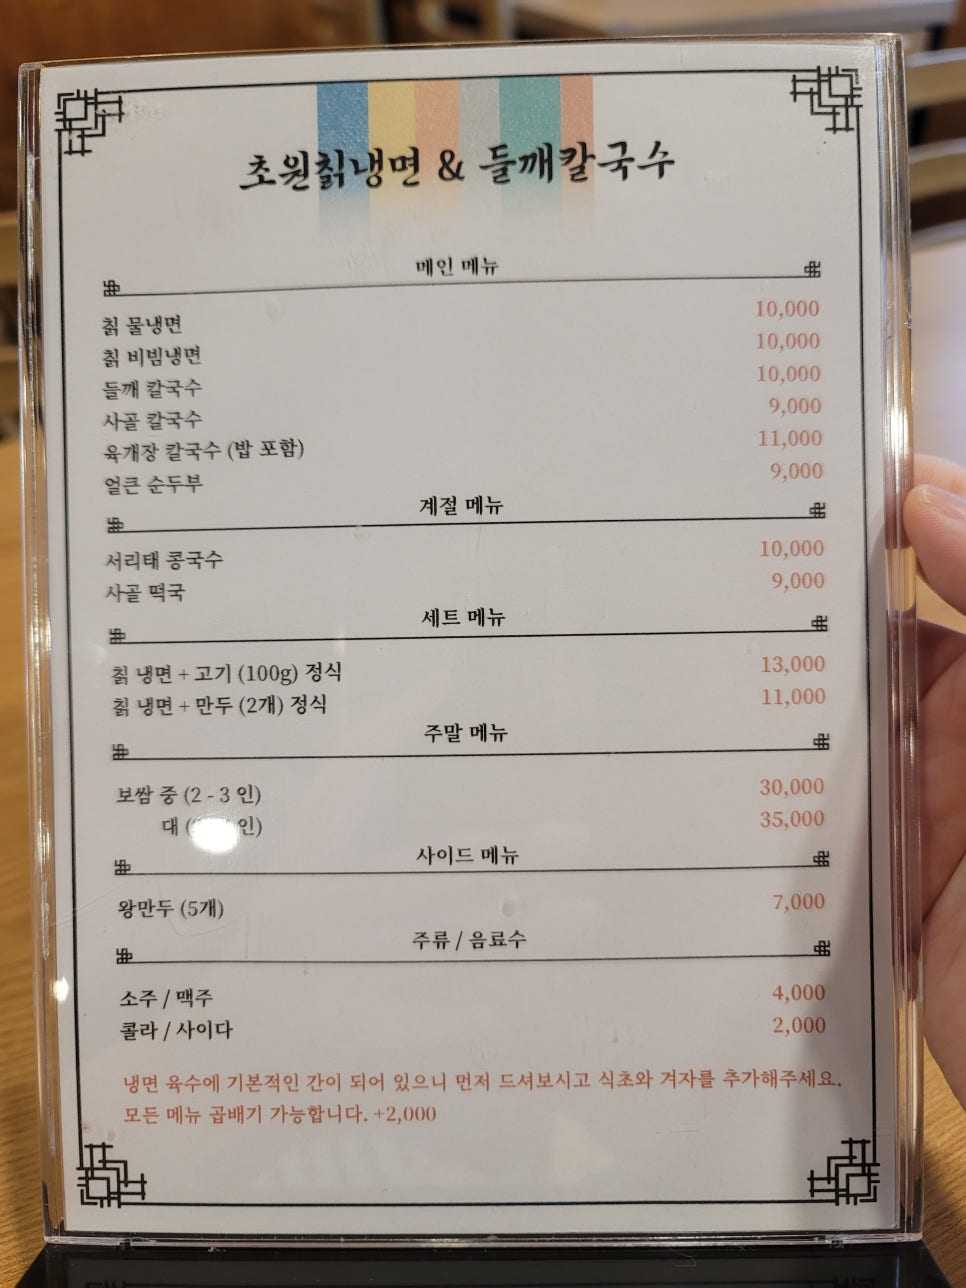 초원칡냉면 & 들깨칼국수
메인 메뉴
칡 물냉면 10,000
칡 비빔냉면 10,000
들깨 칼국수 10,000
사골 칼국수 9,000
육개장 칼국수 (밥 포함) 11,000
얼큰 순두부 9,000
계절 메뉴
서리태 콩국수 10,000
사골 떡국 9,000
세트 메뉴
칡 냉면 + 고기 (100g) 정식 13,000
칡 냉면 + 만두 (2개) 정식 11,000
주말 메뉴
보쌈 중 (2 - 3 인) 30,000
대 ( 인) 35,000
사이드 메뉴
왕만두 (5개) 7,000
주류 / 음료수
소주 / 맥주 4,000
콜라 / 사이다 2,000
냉면 육수에 기본적인 간이 되어 있으니 먼저 드셔보시고 식초와 겨자를 추가해주세요.
모든 메뉴 곱배기 가능합니다. +2,000